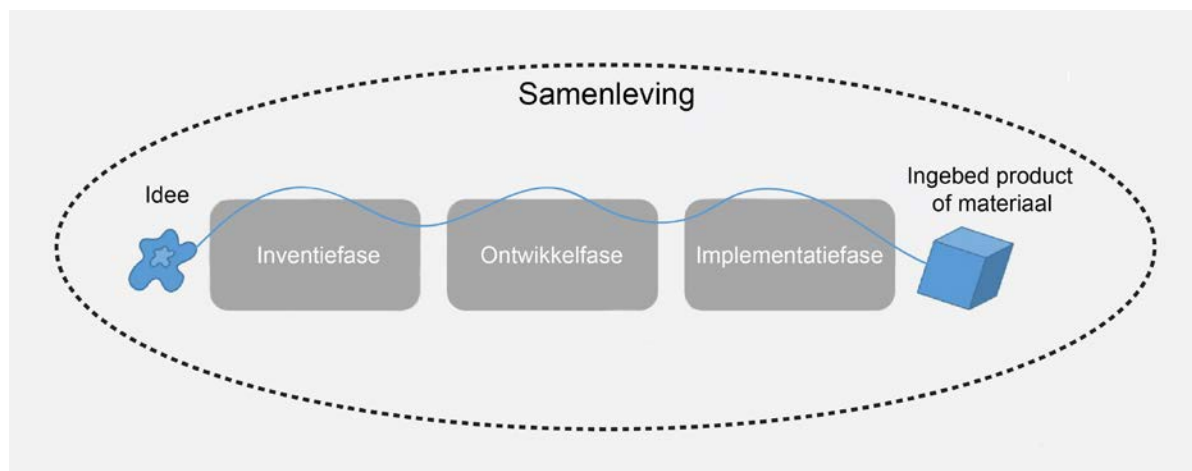 Samenleving
Idee
Inventiefase
Ontwikkelfase
Implementatiefase
Ingebed product
of materiaal